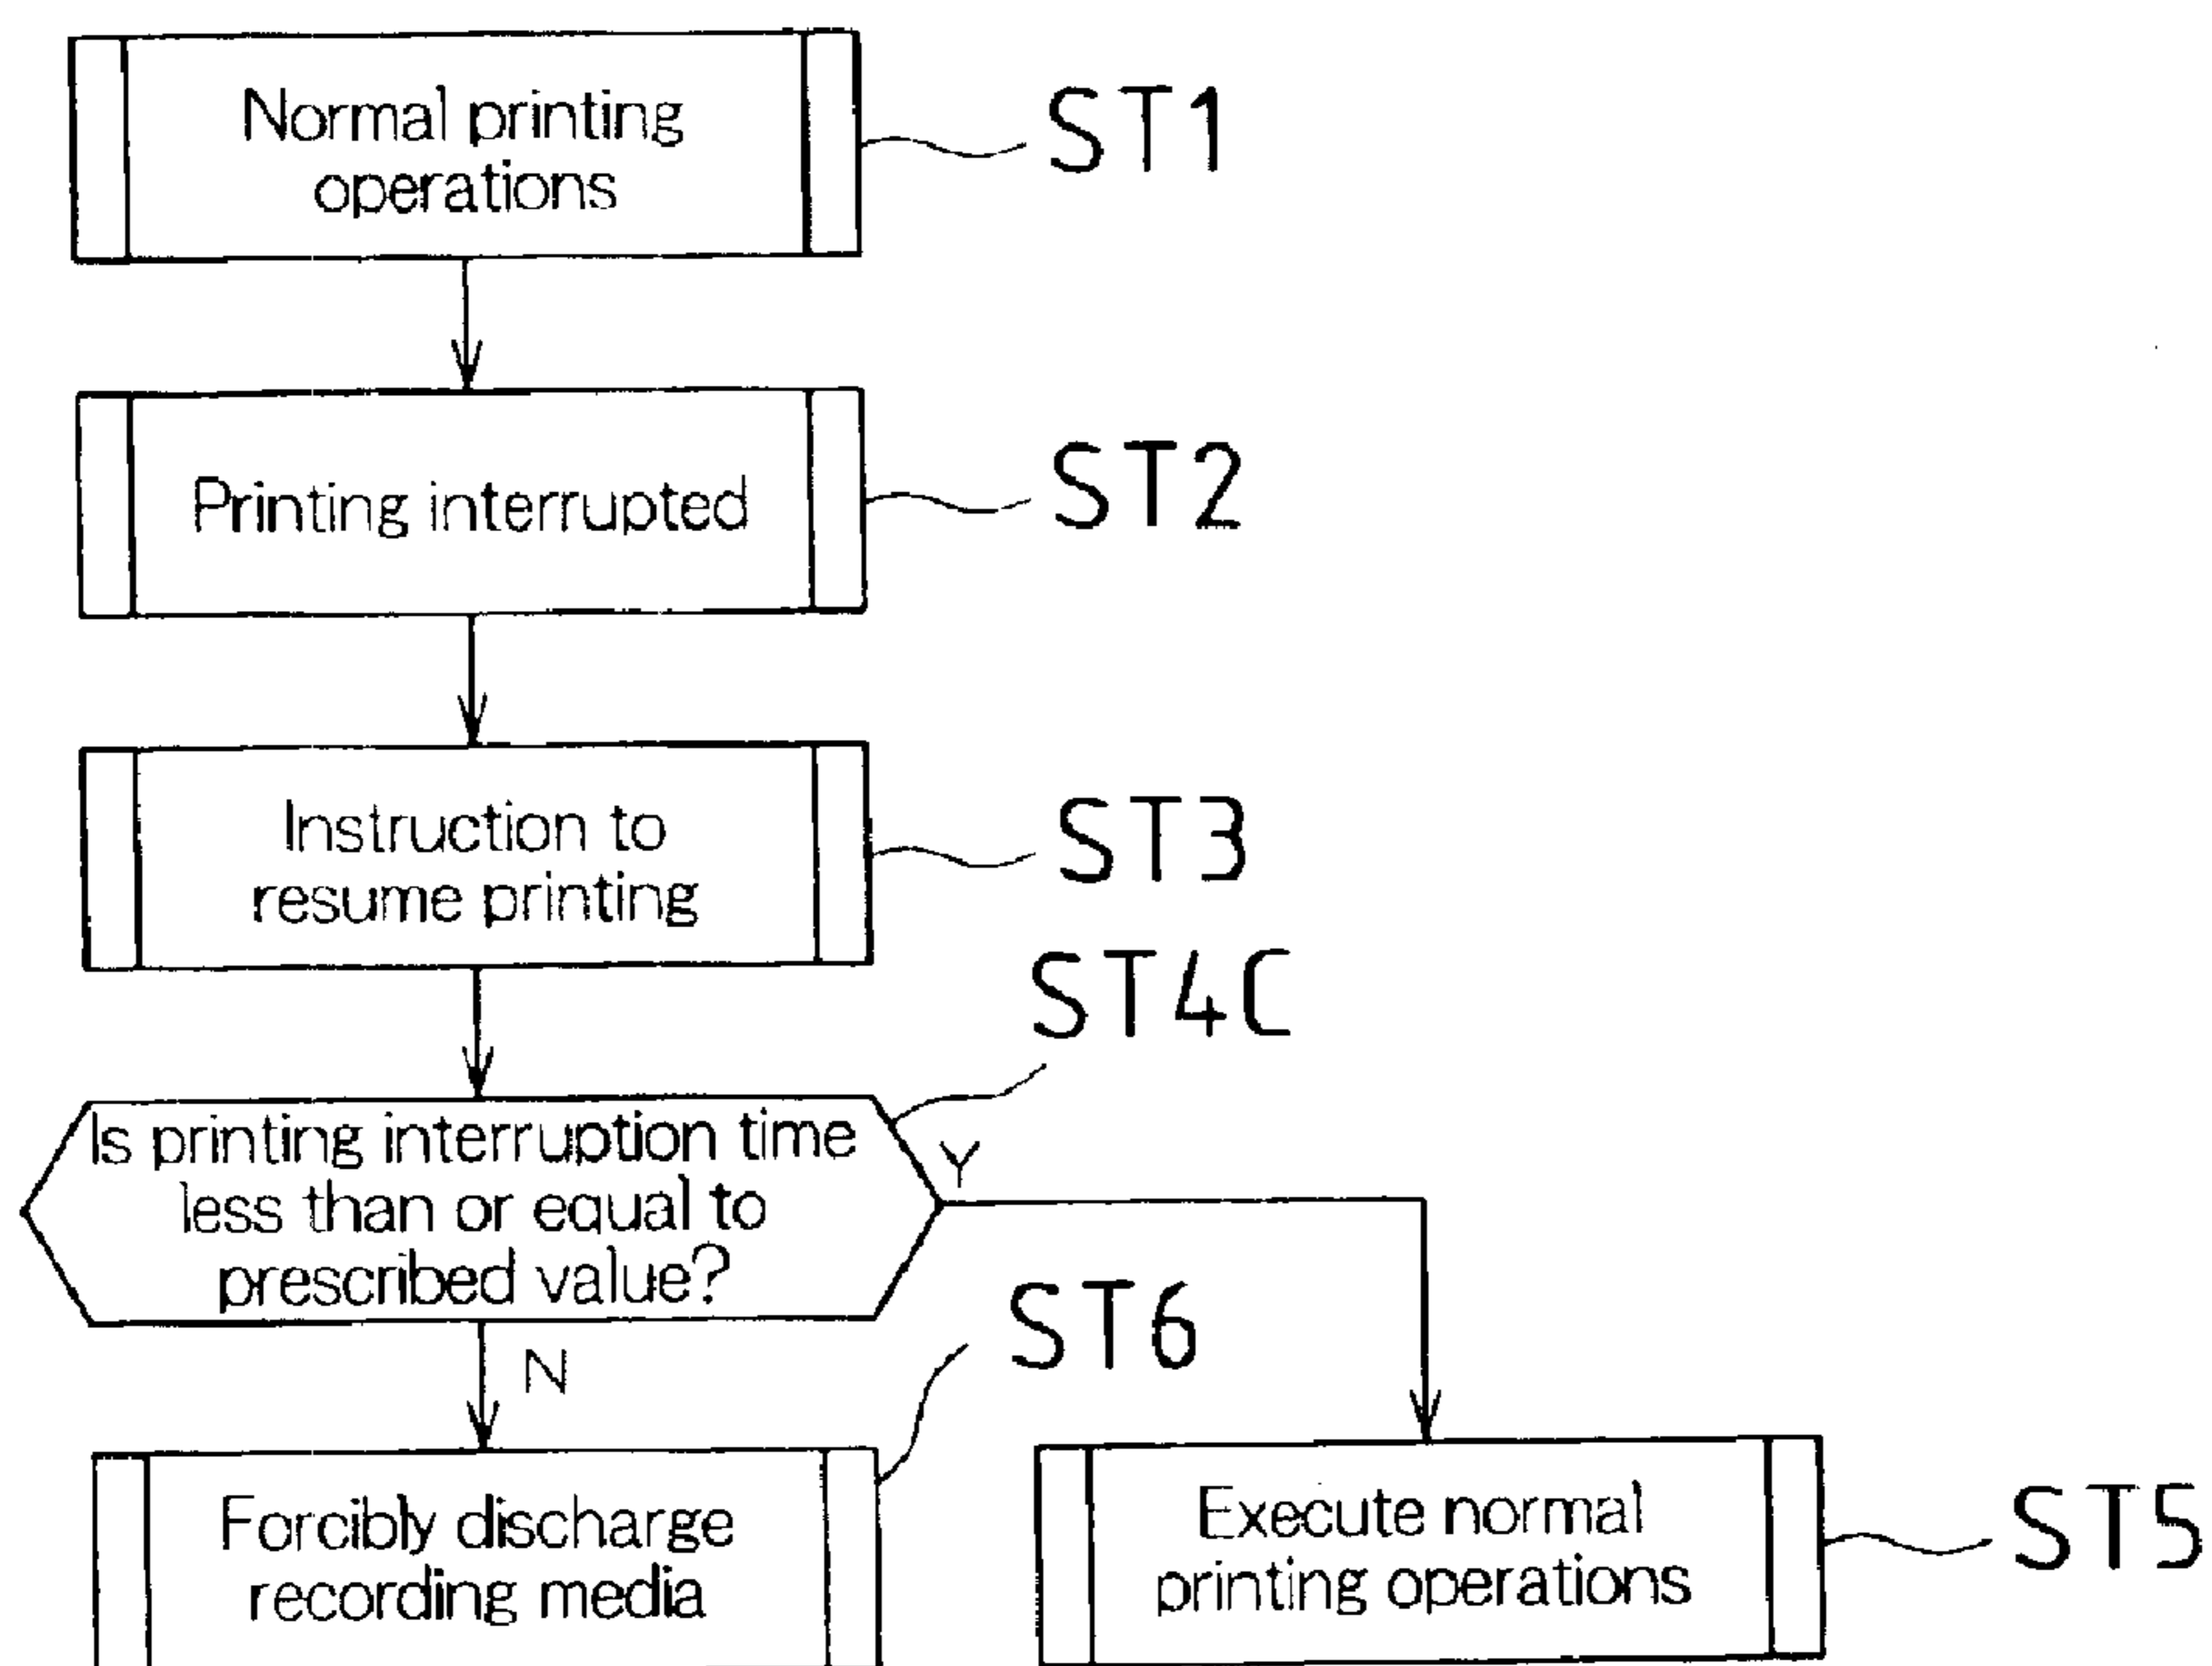 Normal printing
operations
ST1
Printing interrupted
ST2
Instruction to
resume printing
ST3
ST4C
Is printing interruption time
less than or equal to
prescribed value?
Y
N
ST6
Forcibly discharge
recording media
Execute normal
printing operations
ST5